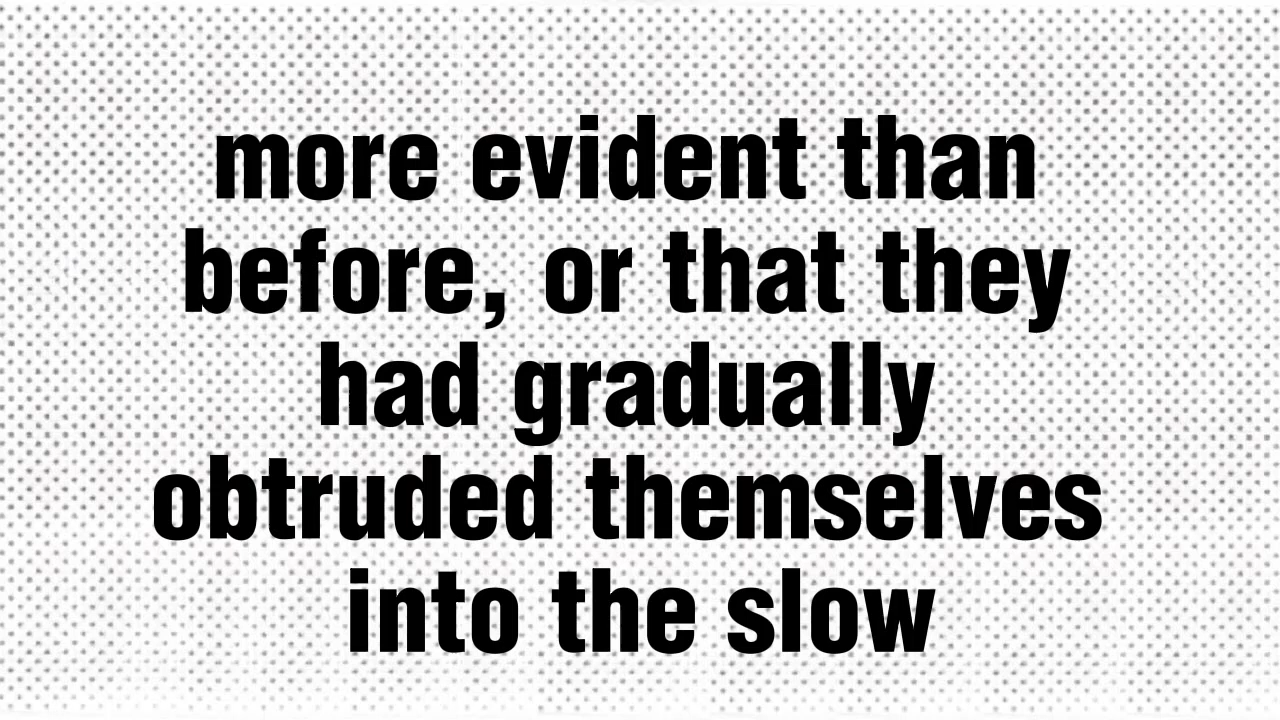 more evident than
before, or that they
had gradually
obtruded themselves
into the slow